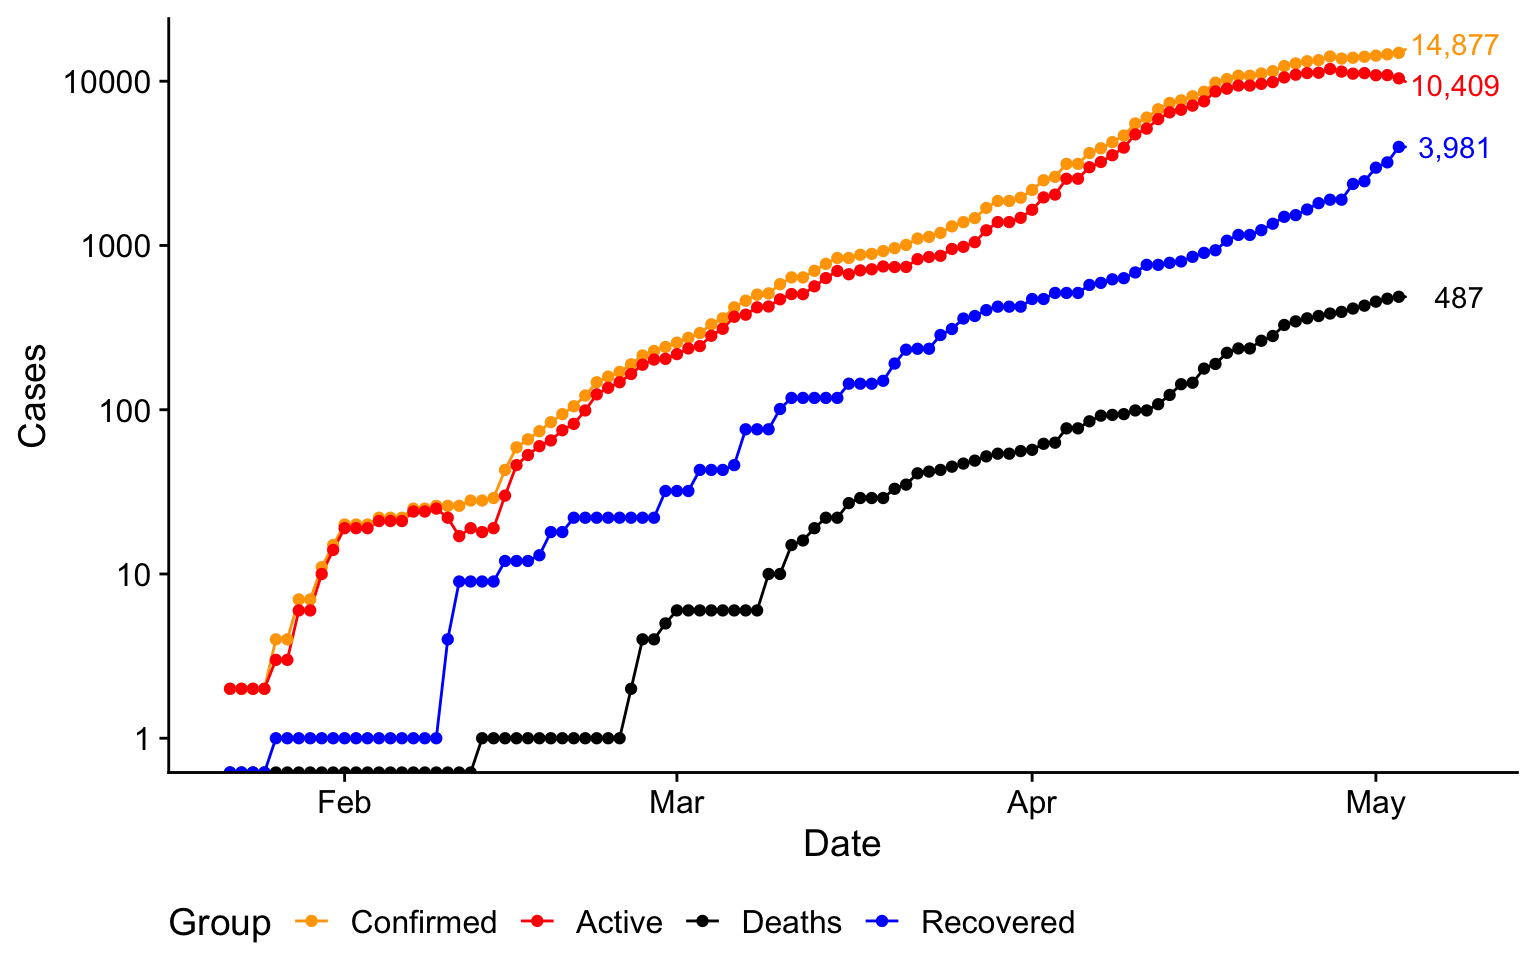 14,877
10000
10,409
3,981
1000
487
Cases
100
10
1
Feb Mar Apr May
Date
Group Confirmed Active Deaths Recovered